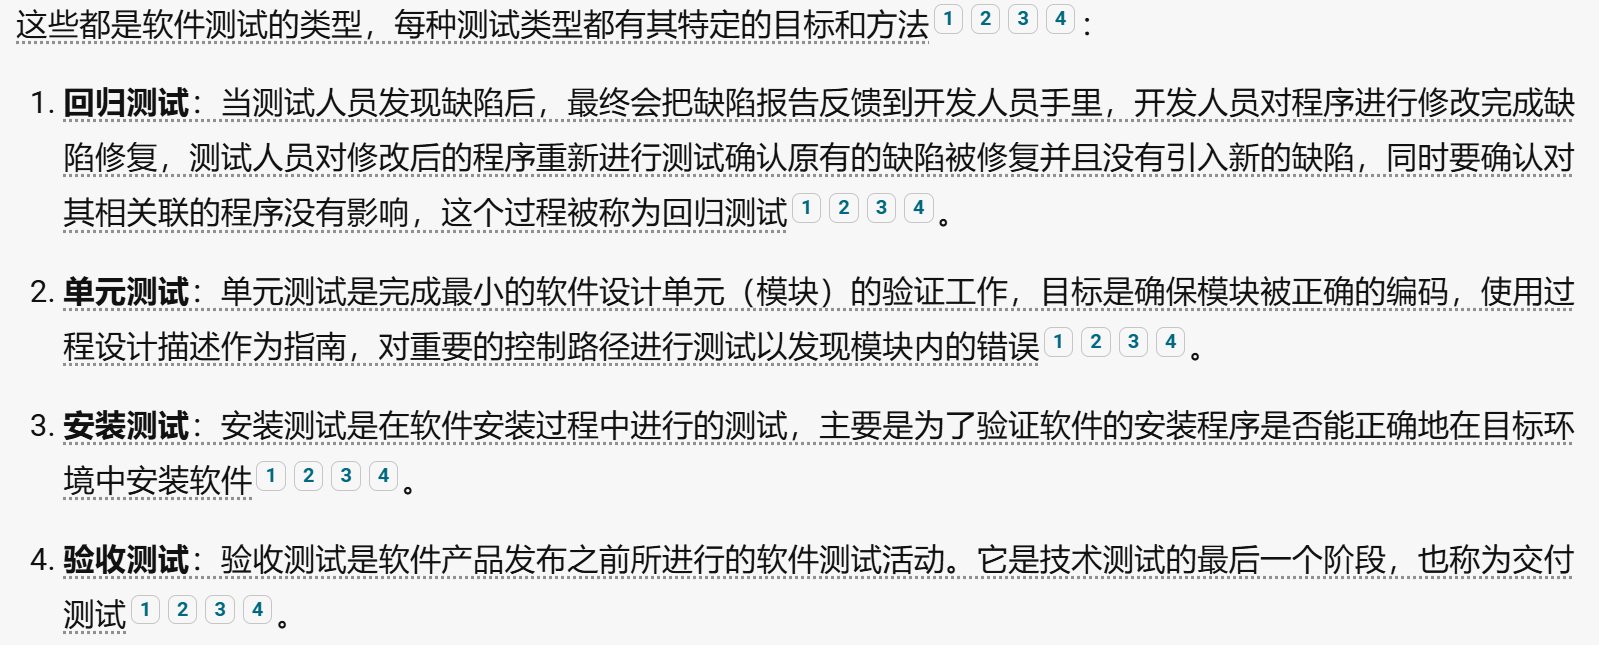 这些都是软件测试的类型，每种测试类型都有其特定的目标和方法 1 2 3 4 ：
1. 回归测试：当测试人员发现缺陷后，最终会把缺陷报告反馈到开发人员手里，开发人员对程序进行修改完成缺
陷修复，测试人员对修改后的程序重新进行测试确认原有的缺陷被修复并且没有引入新的缺陷，同时要确认对
其相关联的程序没有影响，这个过程被称为回归测试 1 2 3 4 。
2. 单元测试：单元测试是完成最小的软件设计单元（模块）的验证工作，目标是确保模块被正确的编码，使用过
程设计描述作为指南，对重要的控制路径进行测试以发现模块内的错误 1 2 3 4 。
3. 安装测试：安装测试是在软件安装过程中进行的测试，主要是为了验证软件的安装程序是否能正确地在目标环
境中安装软件 1 2 3 4 。
4. 验收测试：验收测试是软件产品发布之前所进行的软件测试活动。它是技术测试的最后一个阶段，也称为交付
测试 1 2 3 4 。